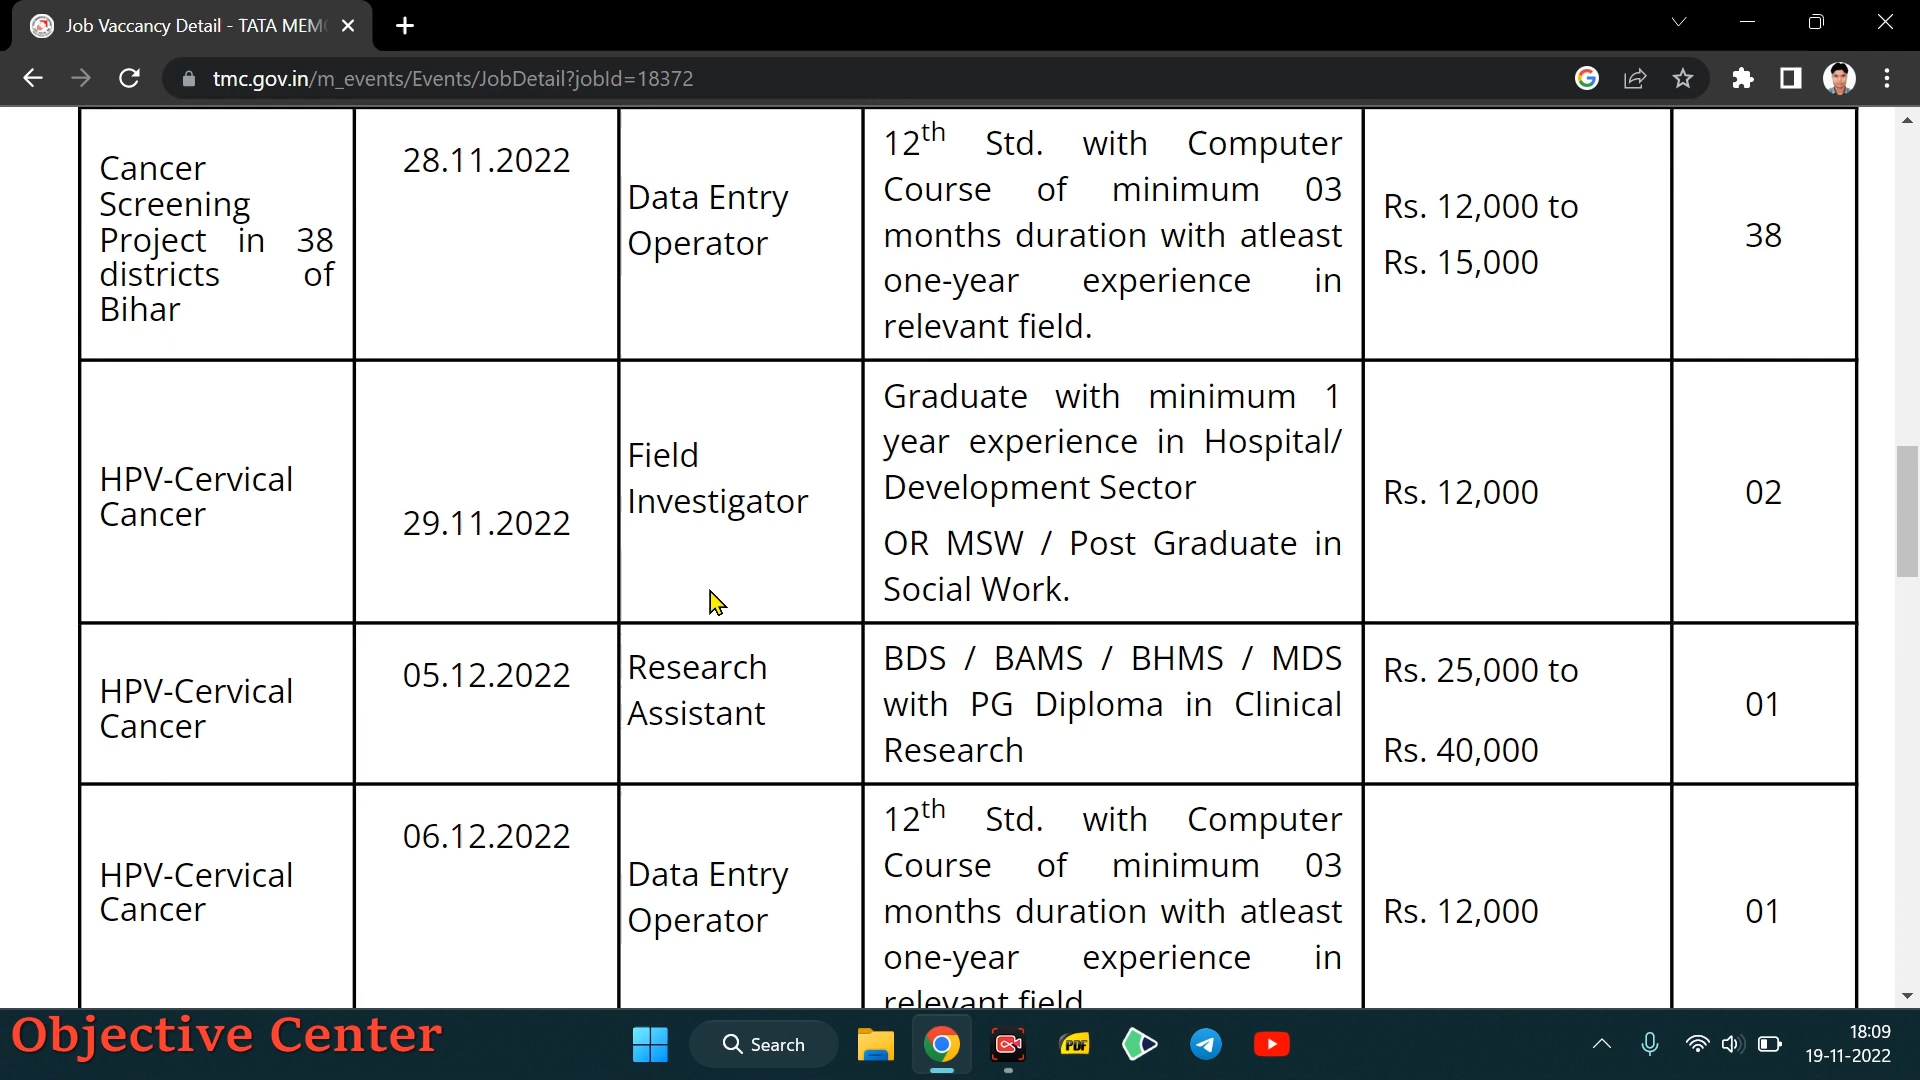 Job Vaccancy Detail - TATA MEM
tmc.gov.in/m_events/Events/JobDetail?jobId=18372
Cancer
Screening
Project in 38
districts of
Bihar
28.11.2022
Data Entry
Operator
12th Std. with Computer
Course of minimum 03
months duration with atleast
one-year experience in
relevant field.
Rs. 12,000 to
Rs. 15,000
38
HPV-Cervical
Cancer
29.11.2022
Field
Investigator
Graduate with minimum 1
year experience in Hospital/
Development Sector
OR MSW / Post Graduate in
Social Work.
Rs. 12,000
02
HPV-Cervical
Cancer
05.12.2022
Research
Assistant
BDS / BAMS / BHMS / MDS
with PG Diploma in Clinical
Research
Rs. 25,000 to
Rs. 40,000
01
HPV-Cervical
Cancer
06.12.2022
Data Entry
Operator
12th Std. with Computer
Course of minimum 03
months duration with atleast
one-year experience in
relevant field
Rs. 12,000
01
Objective Center
Search
PDF
18:09
19-11-2022